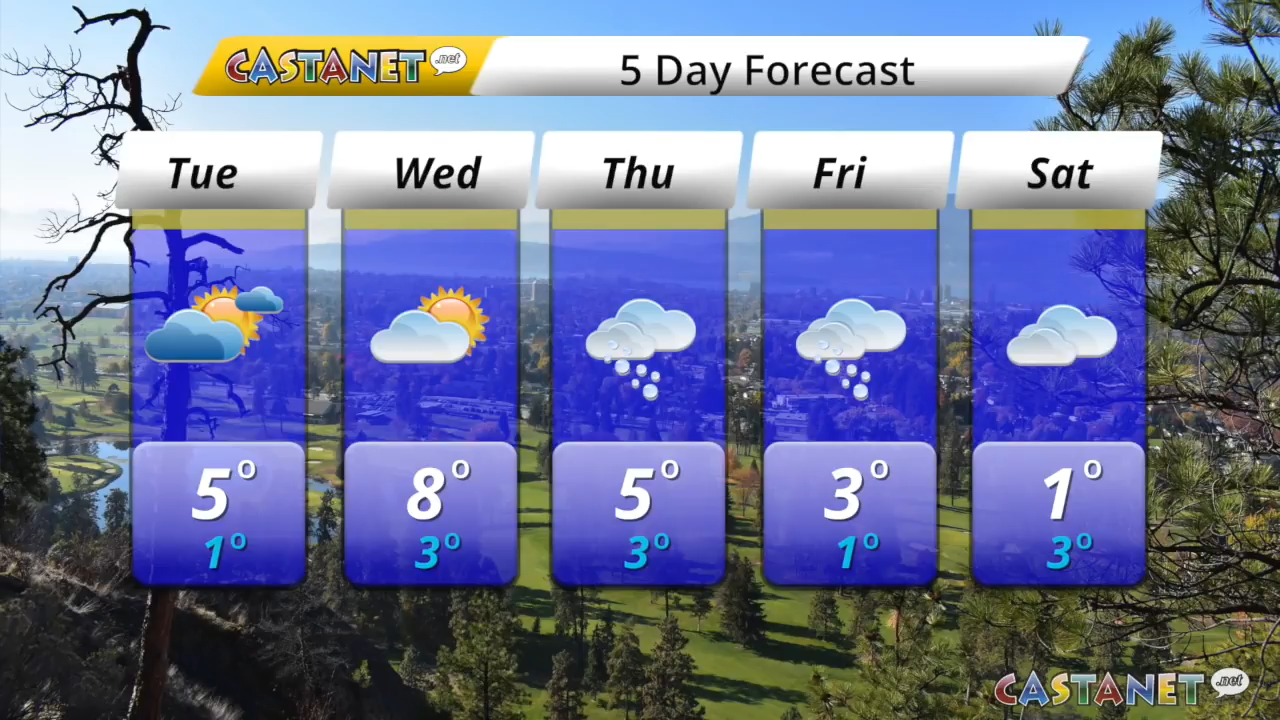 CASTANET .net
5 Day Forecast
Tue Wed Thu Fri Sat
5° 8° 5° 3° 1°
1° 3° 3° 1° 3°
CASTANET .net